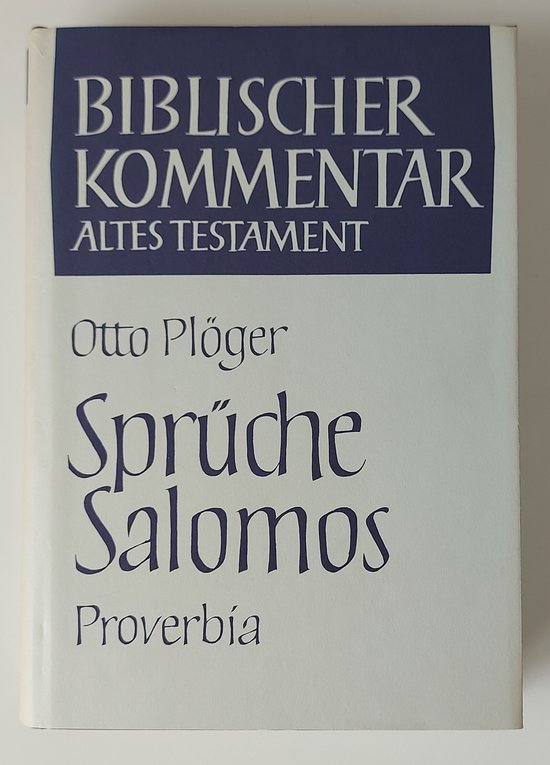 BIBLISCHER
KOMMENTAR
ALTES TESTAMENT
Otto Plöger
Sprüche
Salomos
Proverbia